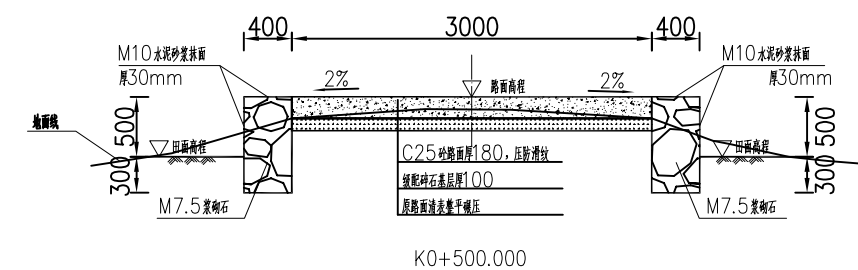 400 3000 400
M10水泥砂浆抹面
厚30mm
2% 路面高程 2%
M10水泥砂浆抹面
厚30mm
地面线
500
田面高程
300
C25砼路面厚180，压防滑纹
级配碎石基层厚100
原路面清表整平碾压
田面高程
500
300
M7.5浆砌石
M7.5浆砌石
K0+500.000